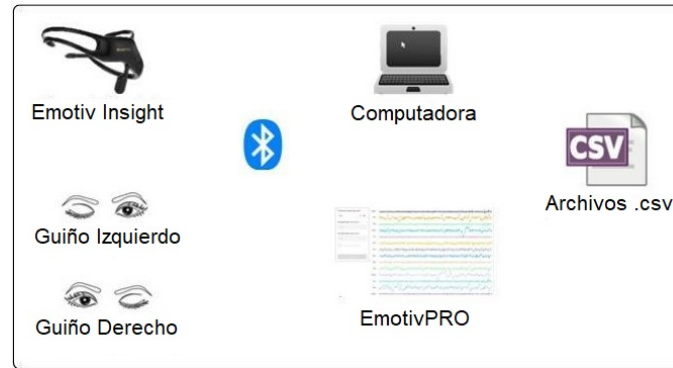 Emotiv Insight
Computadora
CSV
Archivos .csv
Guiño Izquierdo
Guiño Derecho
EmotivPRO